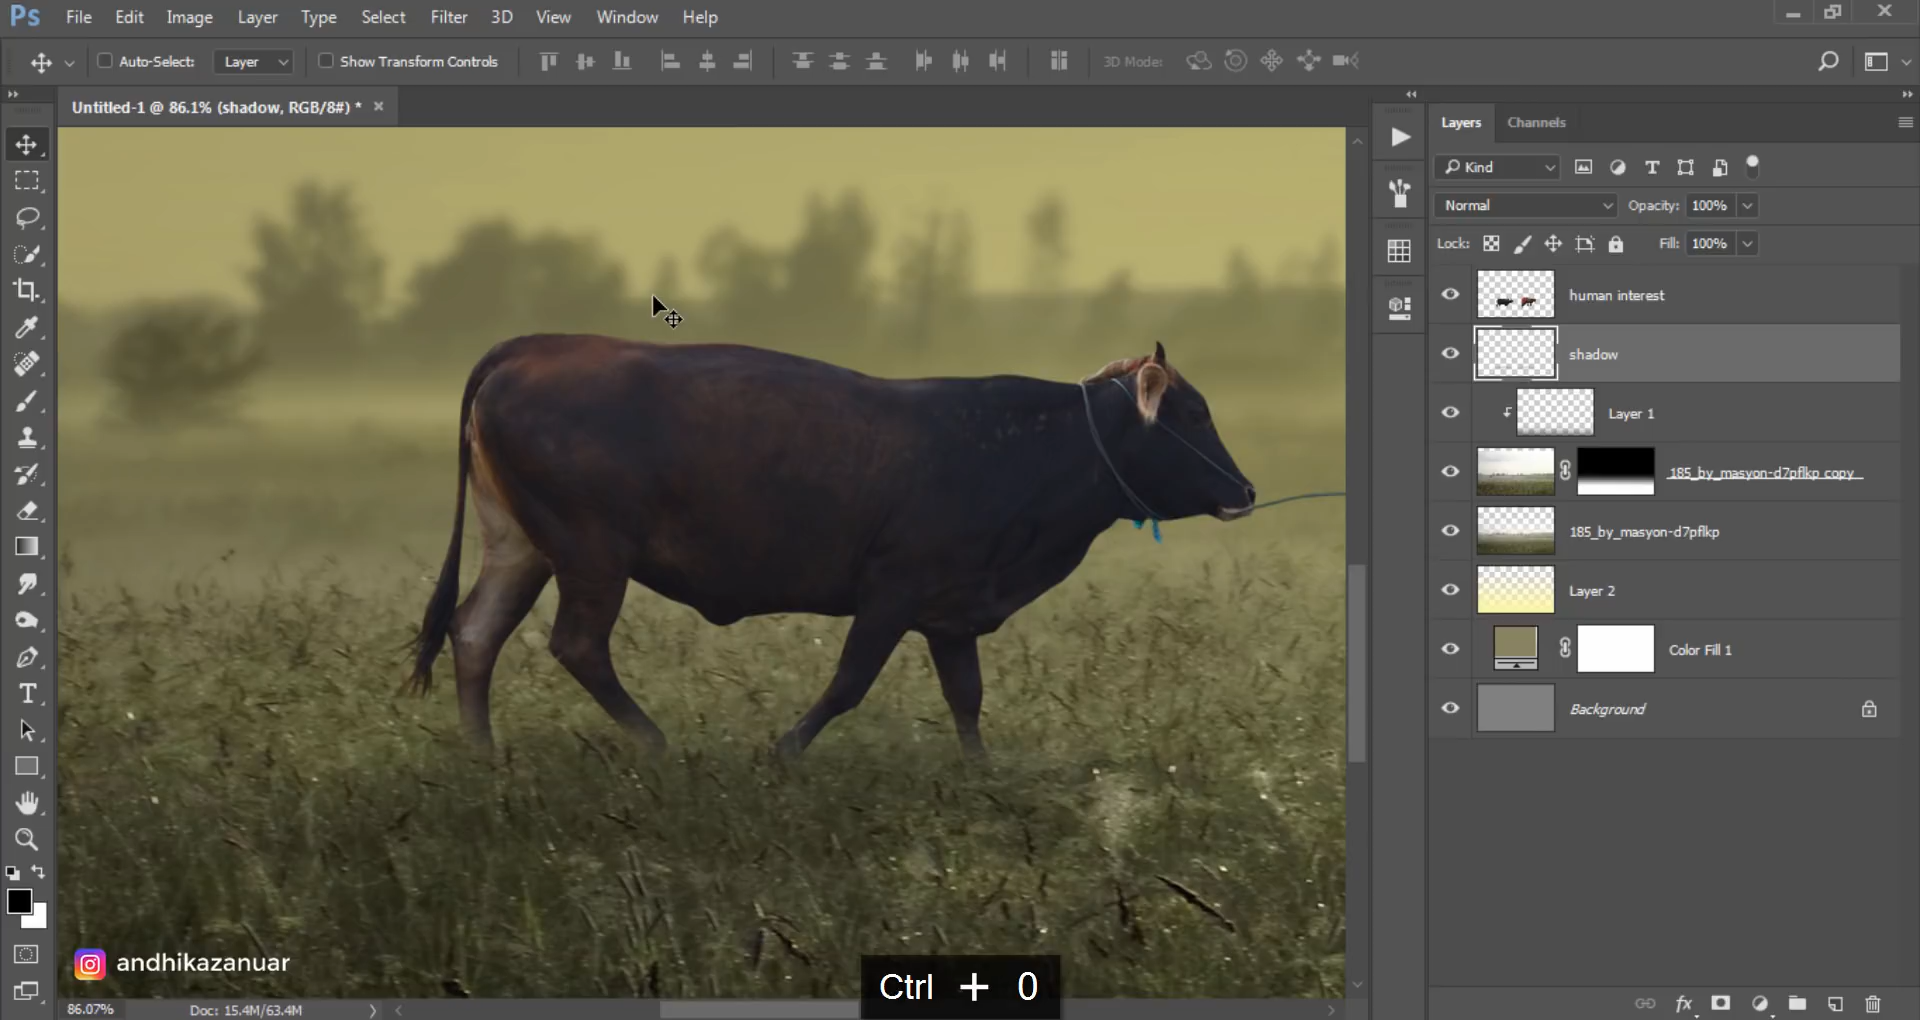 Ps File Edit Image Layer Type Select Filter 3D View Window Help
Auto-Select: Layer Show Transform Controls 3D Mode:
Untitled-1 @ 86.1% (shadow, RGB/8#) * ×
Layers Channels
Kind
Normal Opacity: 100%
Lock: Fill: 100%
human interest
shadow
Layer 1
185_by_masyon-d7pflkp copy
185_by_masyon-d7pflkp
Layer 2
Color Fill 1
Background
andhikazanuar
Ctrl + 0
86.07% Doc: 15.4M/63.4M
fx